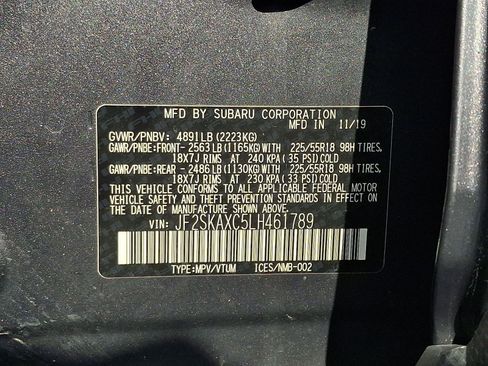 MFD BY SUBARU CORPORATION
MFD IN 11/19
GVWR/PNBV: 4891LB(2223KG)
GAWR/PNBE:FRONT-2563LB(1165KG)WITH 225/55R18 98H TIRES,
18X7J RIMS AT 240 KPA(35 PSI)COLD
GAWR/PNBE:REAR-2486LB(1130KG)WITH 225/55R18 98H TIRES,
18X7J RIMS AT 230 KPA(33 PSI)COLD
THIS VEHICLE CONFORMS TO ALL APPLICABLE FEDERAL MOTOR
VEHICLE SAFETY AND THEFT PREVENTION STANDARDS IN EFFECT
ON THE DATE OF MANUFACTURE SHOWN ABOVE.
VIN: JF2SKAXC5LH461789
TYPE:MPV/VTUM ICES/NMB-002